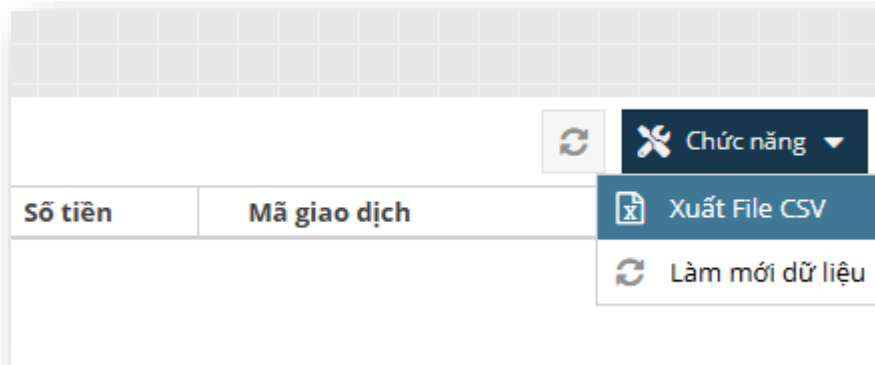 Chức năng
Số tiền
Mã giao dịch
Xuất File CSV
Làm mới dữ liệu